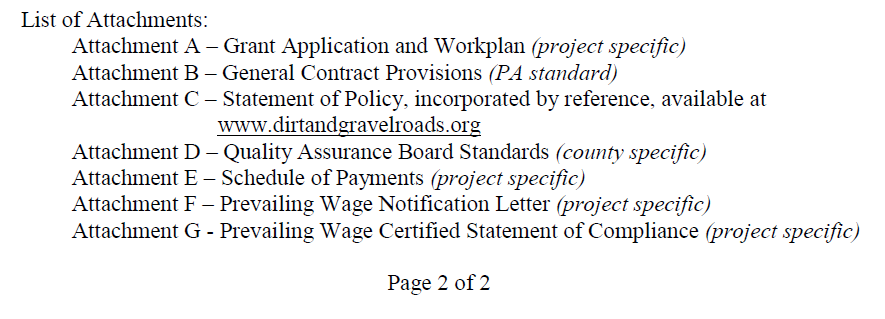 List of Attachments:
Attachment A – Grant Application and Workplan (project specific)
Attachment B – General Contract Provisions (PA standard)
Attachment C – Statement of Policy, incorporated by reference, available at
www.dirtandgravelroads.org
Attachment D – Quality Assurance Board Standards (county specific)
Attachment E – Schedule of Payments (project specific)
Attachment F – Prevailing Wage Notification Letter (project specific)
Attachment G - Prevailing Wage Certified Statement of Compliance (project specific)
Page 2 of 2